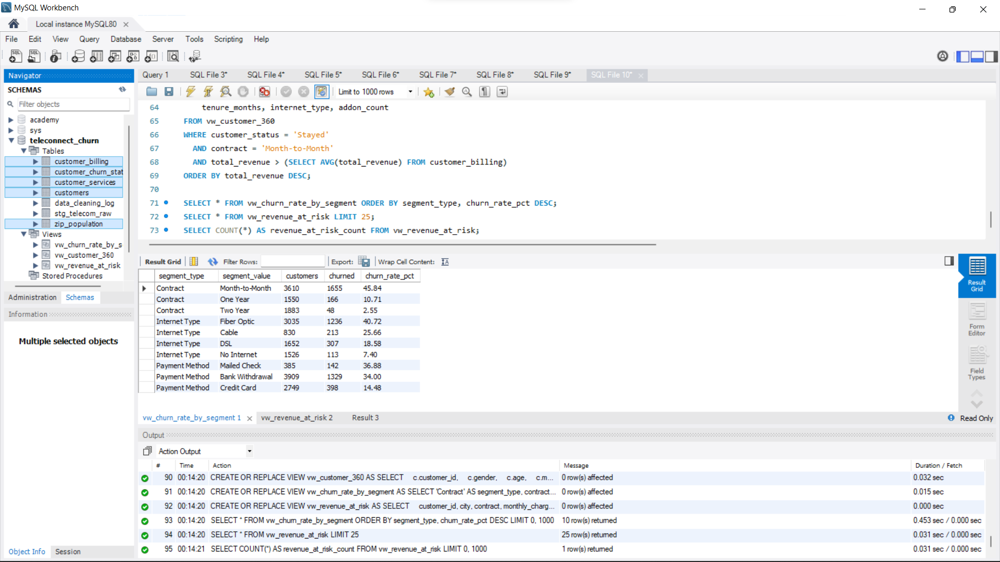 MySQL Workbench
Local instance MySQL80
File Edit View Query Database Server Tools Scripting Help
Navigator
SCHEMAS
Filter objects
academy
sys
teleconnect_churn
Tables
customer_billing
customer_churn_stat
customer_services
customers
data_cleaning_log
stg_telecom_raw
zip_population
Views
vw_churn_rate_by_s
vw_customer_360
vw_revenue_at_risk
Stored Procedures
Administration Schemas
Information
Multiple selected objects
Object Info Session
Query 1 SQL File 3* SQL File 4* SQL File 5* SQL File 6* SQL File 7* SQL File 8* SQL File 9* SQL File 10*
Limit to 1000 rows
64 tenure_months, internet_type, addon_count
65 FROM vw_customer_360
66 WHERE customer_status = 'Stayed'
67 AND contract = 'Month-to-Month'
68 AND total_revenue > (SELECT AVG(total_revenue) FROM customer_billing)
69 ORDER BY total_revenue DESC;
70
71 SELECT * FROM vw_churn_rate_by_segment ORDER BY segment_type, churn_rate_pct DESC;
72 SELECT * FROM vw_revenue_at_risk LIMIT 25;
73 SELECT COUNT(*) AS revenue_at_risk_count FROM vw_revenue_at_risk;
Result Grid Filter Rows: Export: Wrap Cell Content:
segment_type segment_value customers churned churn_rate_pct
Contract Month-to-Month 3610 1655 45.84
Contract One Year 1550 166 10.71
Contract Two Year 1883 48 2.55
Internet Type Fiber Optic 3035 1236 40.72
Internet Type Cable 830 213 25.66
Internet Type DSL 1652 307 18.58
Internet Type No Internet 1526 113 7.40
Payment Method Mailed Check 385 142 36.88
Payment Method Bank Withdrawal 3909 1329 34.00
Payment Method Credit Card 2749 398 14.48
Result Grid
Form Editor
Field Types
vw_churn_rate_by_segment 1 vw_revenue_at_risk 2 Result 3 Read Only
Output
Action Output
# Time Action Message Duration / Fetch
90 00:14:20 CREATE OR REPLACE VIEW vw_customer_360 AS SELECT c.customer_id, c.gender, c.age, c.m... 0 row(s) affected 0.032 sec
91 00:14:20 CREATE OR REPLACE VIEW vw_churn_rate_by_segment AS SELECT 'Contract' AS segment_type, contract... 0 row(s) affected 0.015 sec
92 00:14:20 CREATE OR REPLACE VIEW vw_revenue_at_risk AS SELECT customer_id, city, contract, monthly_charg... 0 row(s) affected 0.000 sec
93 00:14:20 SELECT * FROM vw_churn_rate_by_segment ORDER BY segment_type, churn_rate_pct DESC LIMIT 0, 1000 10 row(s) returned 0.453 sec / 0.000 sec
94 00:14:20 SELECT * FROM vw_revenue_at_risk LIMIT 25 25 row(s) returned 0.031 sec / 0.000 sec
95 00:14:21 SELECT COUNT(*) AS revenue_at_risk_count FROM vw_revenue_at_risk LIMIT 0, 1000 1 row(s) returned 0.031 sec / 0.000 sec